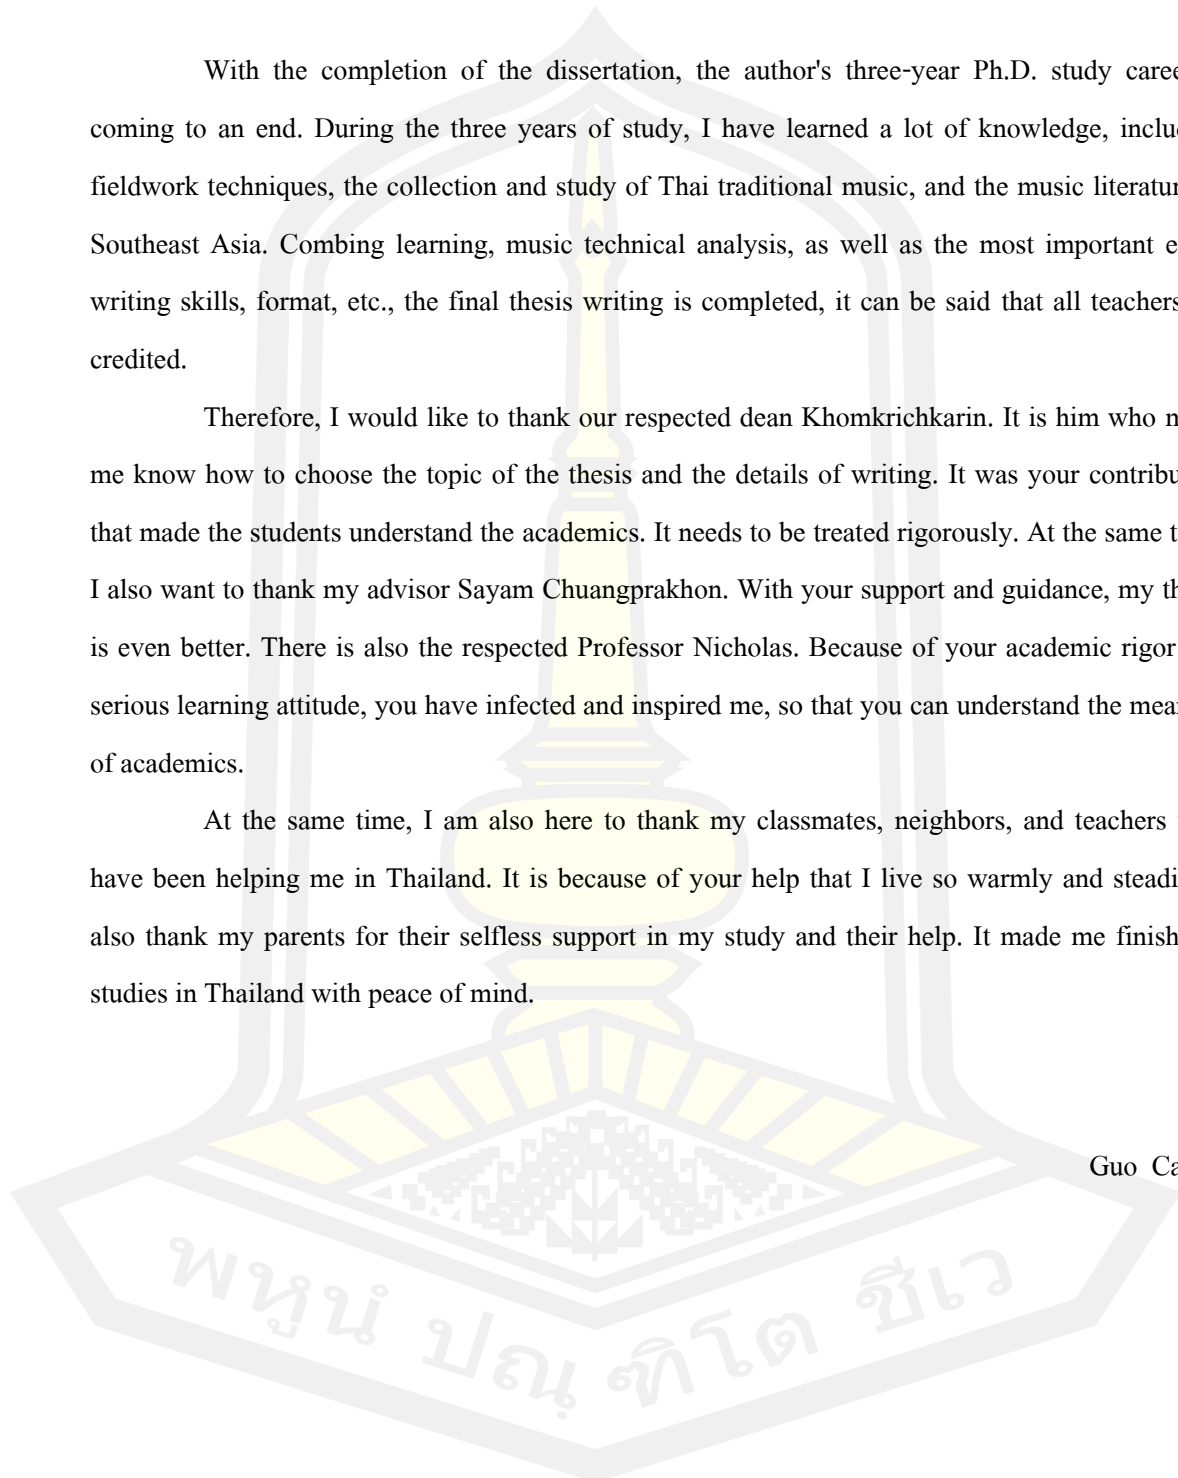 With the completion of the dissertation, the author's three-year Ph.D. study
coming to an end. During the three years of study, I have learned a lot of knowledge,
fieldwork techniques, the collection and study of Thai traditional music, and the music
Southeast Asia. Combing learning, music technical analysis, as well as the most important
writing skills, format, etc., the final thesis writing is completed, it can be said that all teachers
credited.
Therefore, I would like to thank our respected dean Khomkrichkarin. It is him who
me know how to choose the topic of the thesis and the details of writing. It was your
that made the students understand the academics. It needs to be treated rigorously. At the same
I also want to thank my advisor Sayam Chuangprakhon. With your support and guidance, my
is even better. There is also the respected Professor Nicholas. Because of your academic rigor
serious learning attitude, you have infected and inspired me, so that you can understand the
of academics.
At the same time, I am also here to thank my classmates, neighbors, and teachers
have been helping me in Thailand. It is because of your help that I live so warmly and
also thank my parents for their selfless support in my study and their help. It made me finish
studies in Thailand with peace of mind.
Guo
พหูนํ ปณฺฑิโต ชีเว